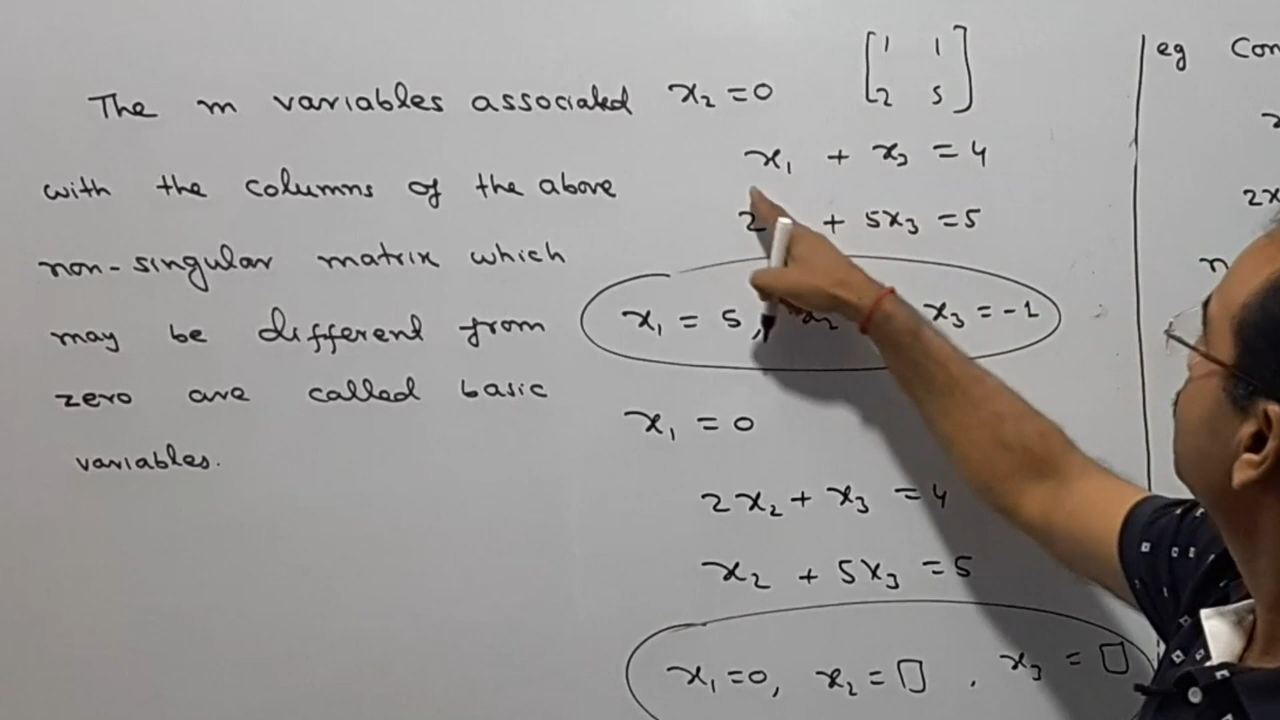 The m variables associated
with the columns of the above
non-singular matrix which
may be different from
zero are called basic
variables.
x₂ = 0
[1 1
2 5]
x₁ + x₃ = 4
2 + 5x₃ = 5
x₁ = 5, x₃ = -1
x₁ = 0
2x₂ + x₃ = 4
x₂ + 5x₃ = 5
x₁ = 0, x₂ = □ , x₃ = □
eg Con
2x